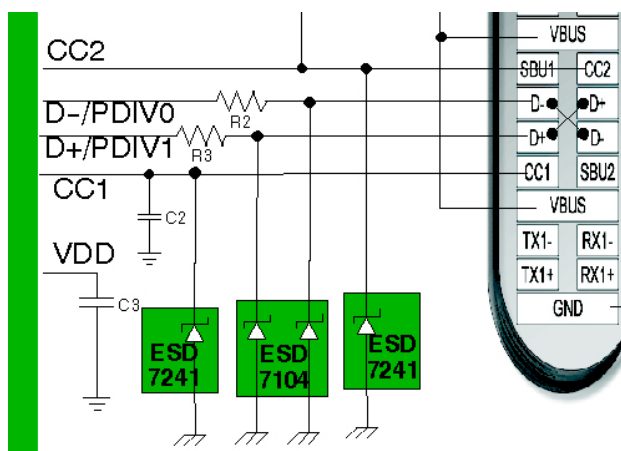 VBUS
CC2
SBU1 CC2
D-/PDIV0
R2
D- D+
D+/PDIV1
R3
D+ D-
CC1
CC1 SBU2
C2
VBUS
VDD
TX1- RX1-
TX1+ RX1+
C3
GND
ESD
7241
ESD
7104
ESD
7241